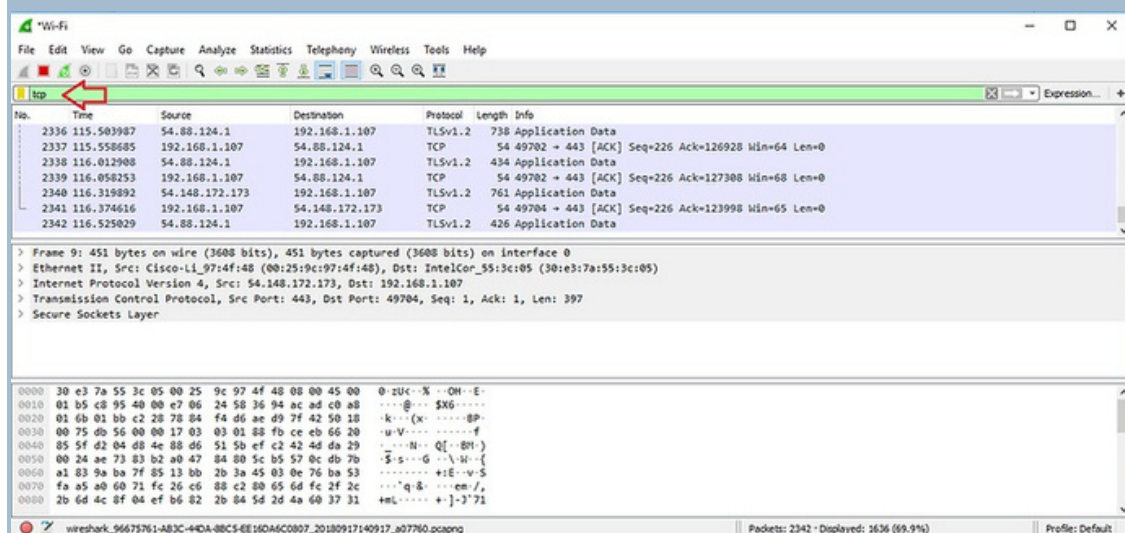 *Wi-Fi
File Edit View Go Capture Analyze Statistics Telephony Wireless Tools Help
tcp Expression... +
No. Time Source Destination Protocol Length Info
2336 115.503987 54.88.124.1 192.168.1.107 TLSv1.2 738 Application Data
2337 115.558685 192.168.1.107 54.88.124.1 TCP 54 49702 → 443 [ACK] Seq=226 Ack=126928 Win=64 Len=0
2338 116.012908 54.88.124.1 192.168.1.107 TLSv1.2 434 Application Data
2339 116.058253 192.168.1.107 54.88.124.1 TCP 54 49702 → 443 [ACK] Seq=226 Ack=127308 Win=68 Len=0
2340 116.319892 54.148.172.173 192.168.1.107 TLSv1.2 761 Application Data
2341 116.374616 192.168.1.107 54.148.172.173 TCP 54 49704 → 443 [ACK] Seq=226 Ack=123998 Win=65 Len=0
2342 116.525029 54.88.124.1 192.168.1.107 TLSv1.2 426 Application Data
> Frame 9: 451 bytes on wire (3608 bits), 451 bytes captured (3608 bits) on interface 0
> Ethernet II, Src: Cisco-Li_97:4f:48 (00:25:9c:97:4f:48), Dst: IntelCor_55:3c:05 (30:e3:7a:55:3c:05)
> Internet Protocol Version 4, Src: 54.148.172.173, Dst: 192.168.1.107
> Transmission Control Protocol, Src Port: 443, Dst Port: 49704, Seq: 1, Ack: 1, Len: 397
> Secure Sockets Layer
0000 30 e3 7a 55 3c 05 00 25 9c 97 4f 48 08 00 45 00 0·zU<··% ··OH··E·
0010 01 b5 c8 95 40 00 e7 06 24 58 36 94 ac ad c0 a8 ····@··· $X6·····
0020 01 6b 01 bb c2 28 78 84 f4 d6 ae d9 7f 42 50 18 ·k···(x· ·····BP·
0030 00 75 db 56 00 00 17 03 03 01 88 fb ce eb 66 20 ·u·V···· ······f
0040 85 5f d2 04 d8 4e 88 d6 51 5b ef c2 42 4d da 29 ·_···N·· Q[··BM·)
0050 00 24 ae 73 83 b2 a0 47 84 80 5c b5 57 0c db 7b ·$·s···G ··\·W··{
0060 a1 83 9a ba 7f 85 13 bb 2b 3a 45 03 0e 76 ba 53 ········ +:E··v·S
0070 fa a5 a0 60 71 fc 26 c6 88 c2 80 65 6d fc 2f 2c ···`q·&· ···em·/,
0080 2b 6d 4c 8f 04 ef b6 82 2b 84 5d 2d 4a 60 37 31 +mL····· +·]-J`71
wireshark_96675761-AB3C-44DA-8BC5-EE16DA6C0807_20180917140917_a07760.pcapng Packets: 2342 · Displayed: 1636 (69.9%) Profile: Default